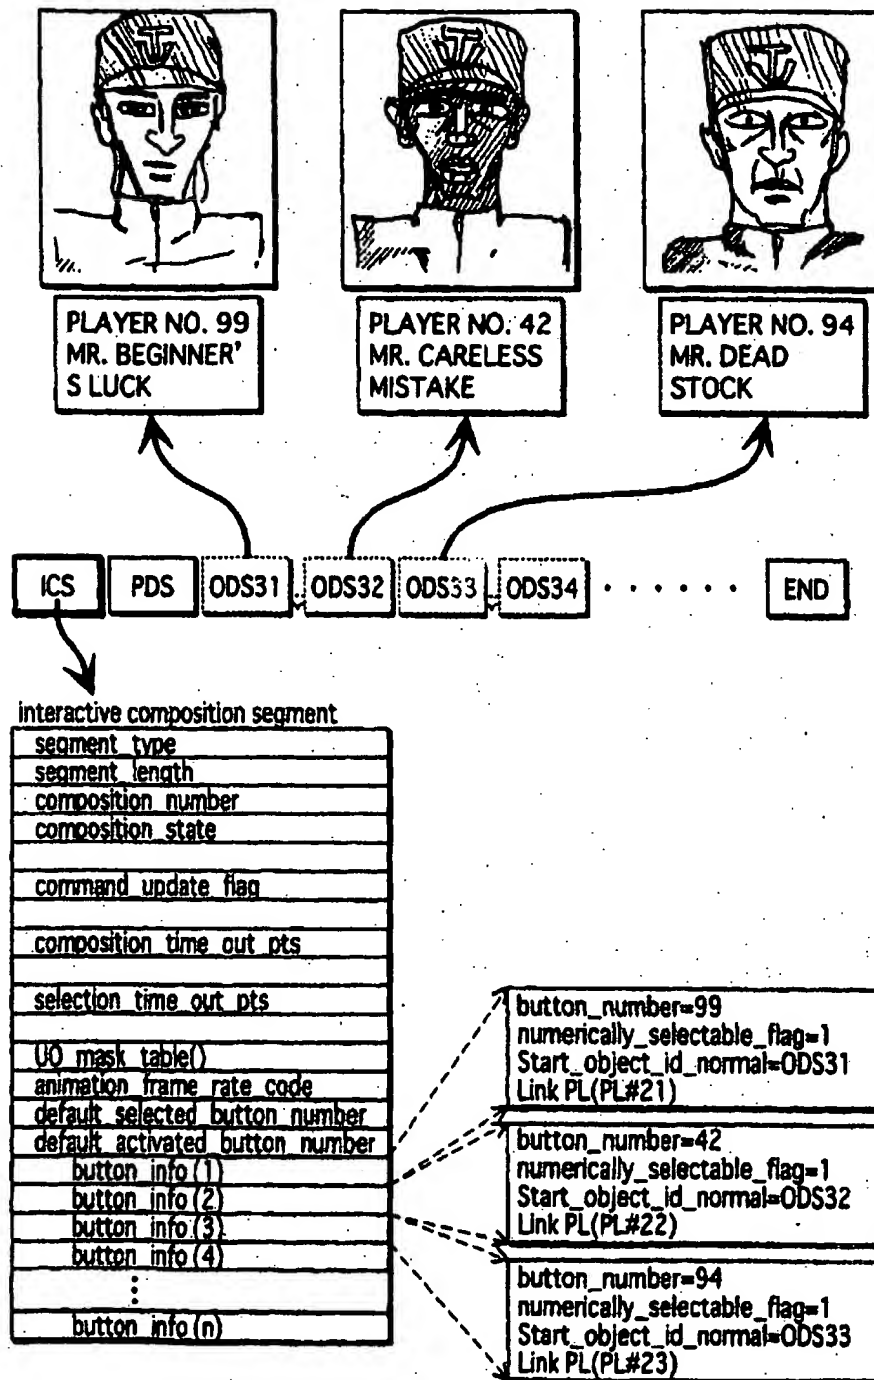 PLAYER NO. 99
MR. BEGINNER'
S LUCK
PLAYER NO. 42
MR. CARELESS
MISTAKE
PLAYER NO. 94
MR. DEAD
STOCK
ICS PDS ODS31 ODS32 ODS33 ODS34 · · · · · · END
interactive composition segment
segment_type
segment_length
composition_number
composition_state
command_update_flag
composition_time_out_pts
selection_time_out_pts
UO_mask_table()
animation_frame_rate_code
default_selected_button_number
default_activated_button_number
button_info(1)
button_info(2)
button_info(3)
button_info(4)
⋮
button_info(n)
button_number=99
numerically_selectable_flag=1
Start_object_id_normal=ODS31
Link PL(PL#21)
button_number=42
numerically_selectable_flag=1
Start_object_id_normal=ODS32
Link PL(PL#22)
button_number=94
numerically_selectable_flag=1
Start_object_id_normal=ODS33
Link PL(PL#23)